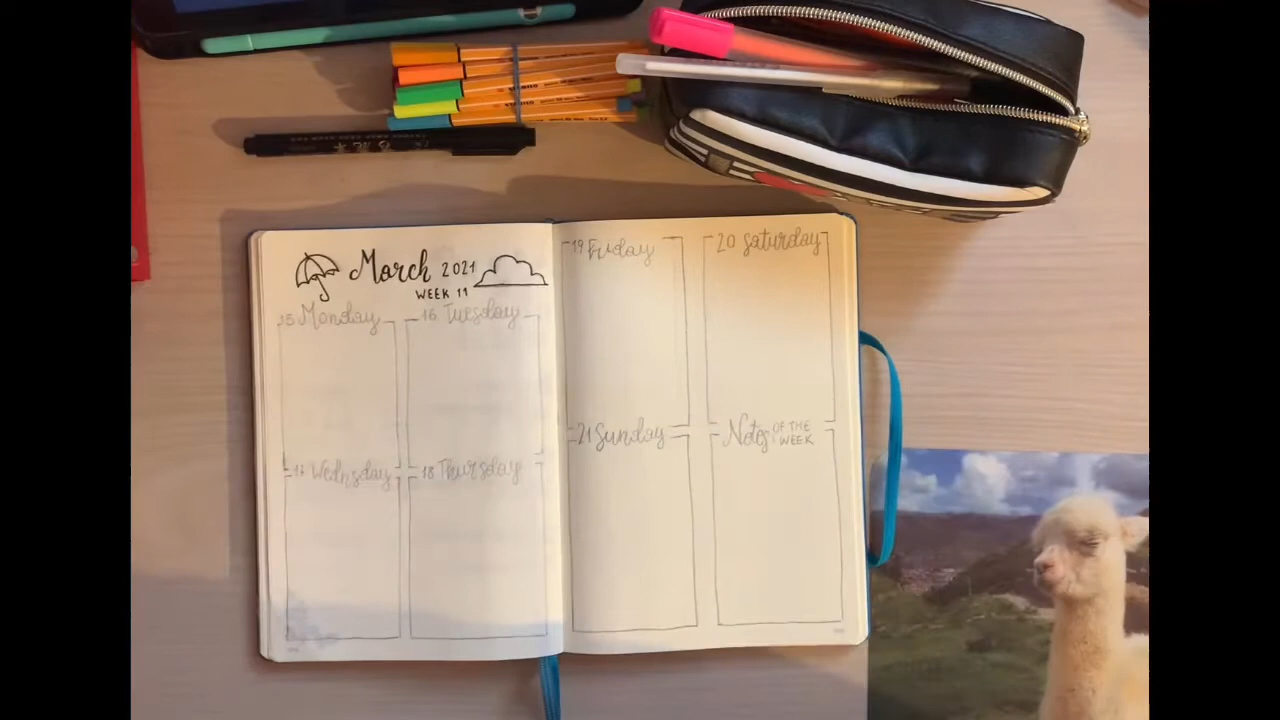 March 2021
WEEK 11
15 Monday
16 Tuesday
17 Wednsday
18 Thursday
19 Friday
20 Saturday
21 Sunday
Notes OF THE WEEK
STABILO